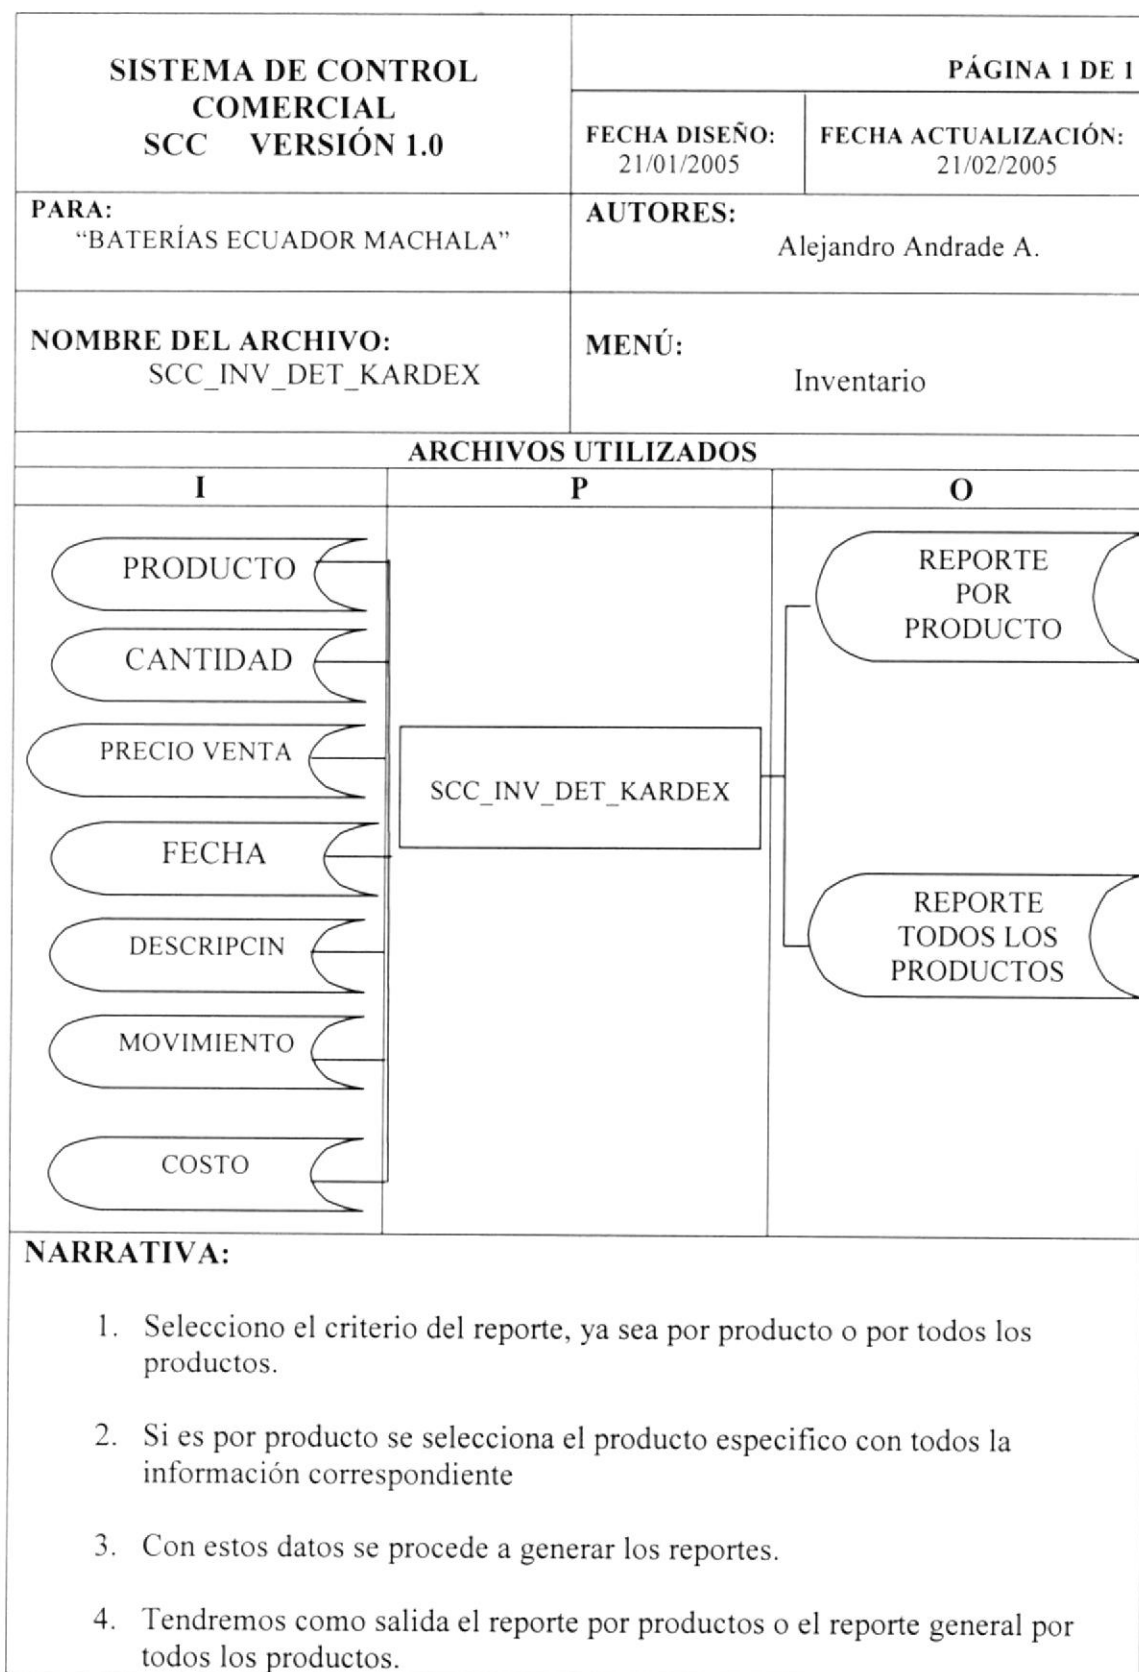 SISTEMA DE CONTROL
COMERCIAL
SCC VERSIÓN 1.0
PÁGINA 1 DE 1
FECHA DISEÑO:
21/01/2005
FECHA ACTUALIZACIÓN:
21/02/2005
PARA:
“BATERÍAS ECUADOR MACHALA”
AUTORES:
Alejandro Andrade A.
NOMBRE DEL ARCHIVO:
SCC_INV_DET_KARDEX
MENÚ:
Inventario
ARCHIVOS UTILIZADOS
I
P
O
PRODUCTO
CANTIDAD
PRECIO VENTA
FECHA
DESCRIPCIN
MOVIMIENTO
COSTO
SCC_INV_DET_KARDEX
REPORTE
POR
PRODUCTO
REPORTE
TODOS LOS
PRODUCTOS
NARRATIVA:
1. Selecciono el criterio del reporte, ya sea por producto o por todos los
productos.
2. Si es por producto se selecciona el producto especifico con todos la
información correspondiente
3. Con estos datos se procede a generar los reportes.
4. Tendremos como salida el reporte por productos o el reporte general por
todos los productos.